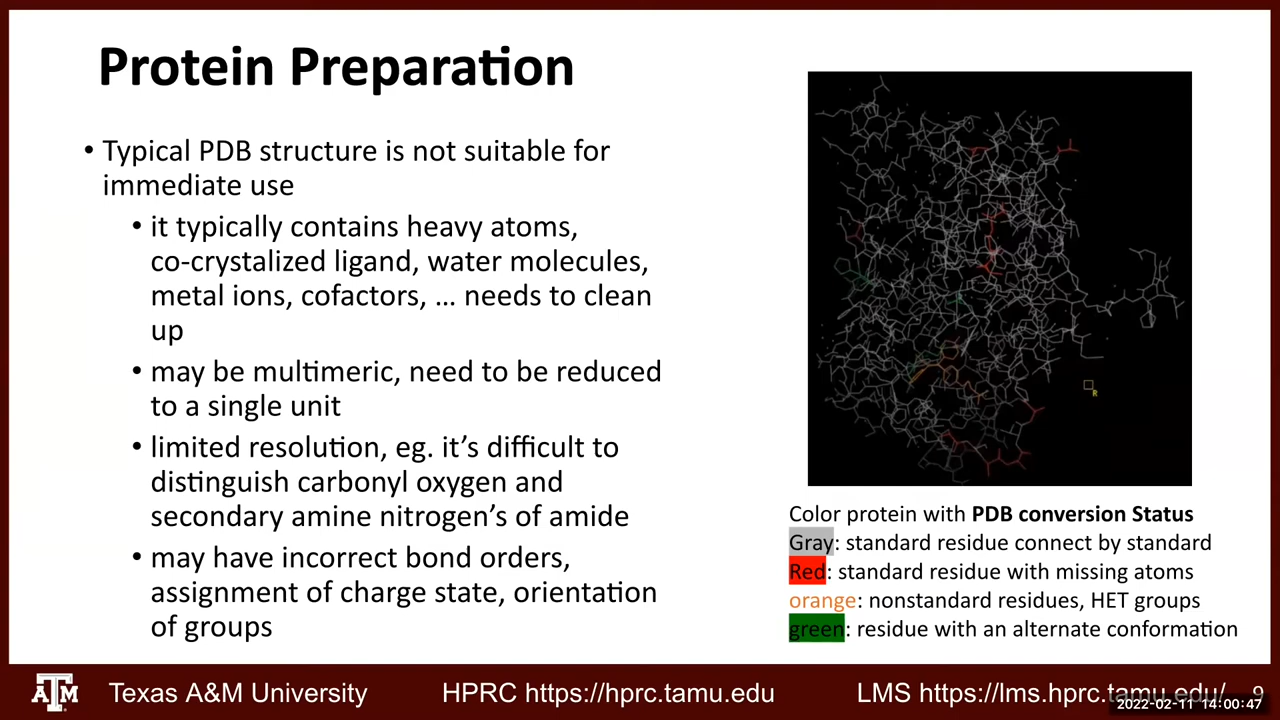 Protein Preparation
• Typical PDB structure is not suitable for
immediate use
• it typically contains heavy atoms,
co-crystalized ligand, water molecules,
metal ions, cofactors, … needs to clean
up
• may be multimeric, need to be reduced
to a single unit
• limited resolution, eg. it’s difficult to
distinguish carbonyl oxygen and
secondary amine nitrogen’s of amide
• may have incorrect bond orders,
assignment of charge state, orientation
of groups
R
Color protein with PDB conversion Status
Gray: standard residue connect by standard
Red: standard residue with missing atoms
orange: nonstandard residues, HET groups
green: residue with an alternate conformation
ATM Texas A&M University HPRC https://hprc.tamu.edu LMS https://lms.hprc.tamu.edu/ 9
2022-02-11 14:00:47